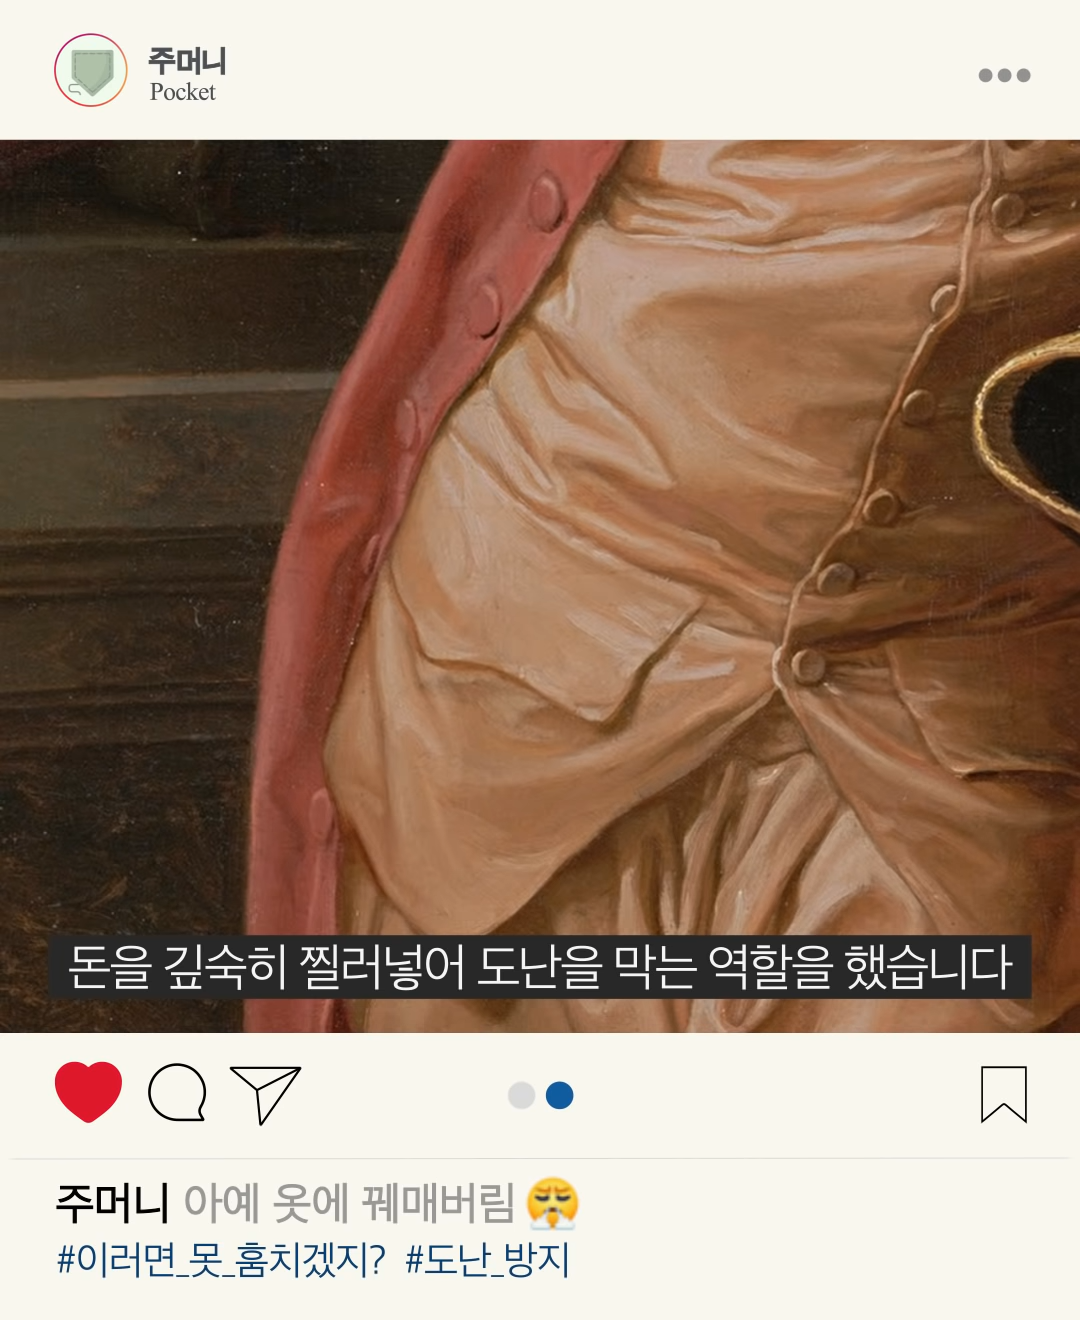 주머니
Pocket
돈을 깊숙히 찔러넣어 도난을 막는 역할을 했습니다
주머니 아예 옷에 꿰매버림 😤
#이러면_못_훔치겠지? #도난_방지